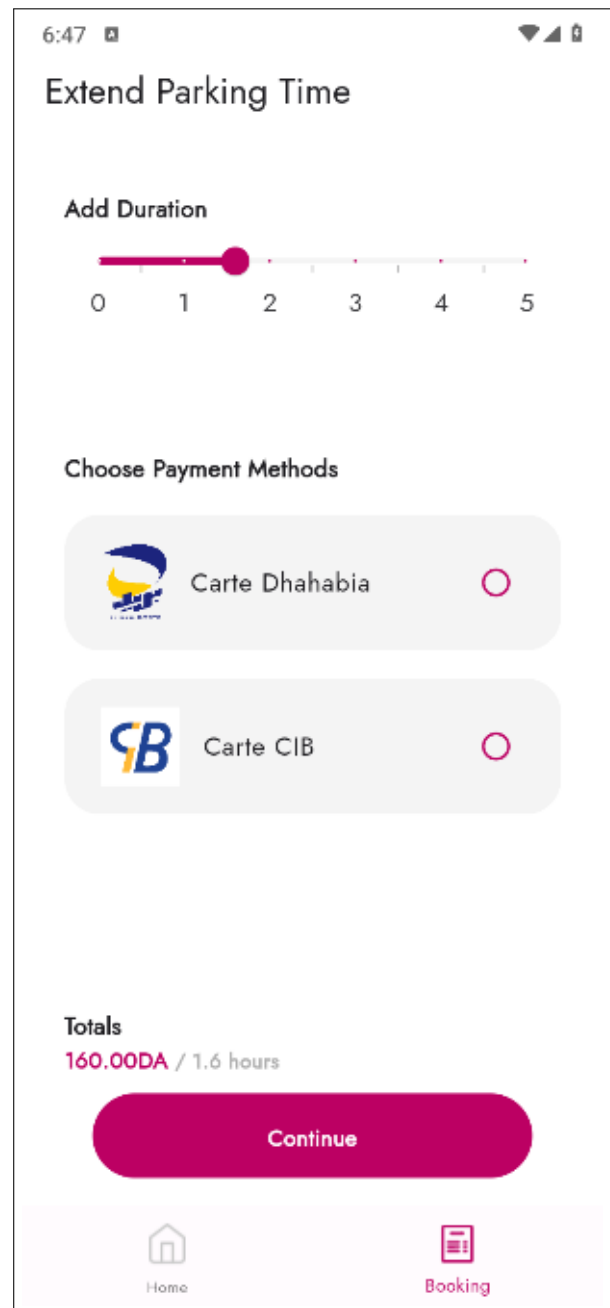 6:47
Extend Parking Time
Add Duration
0 1 2 3 4 5
Choose Payment Methods
Carte Dhahabia
CIB Carte CIB
Totals
160.00DA / 1.6 hours
Continue
Home Booking